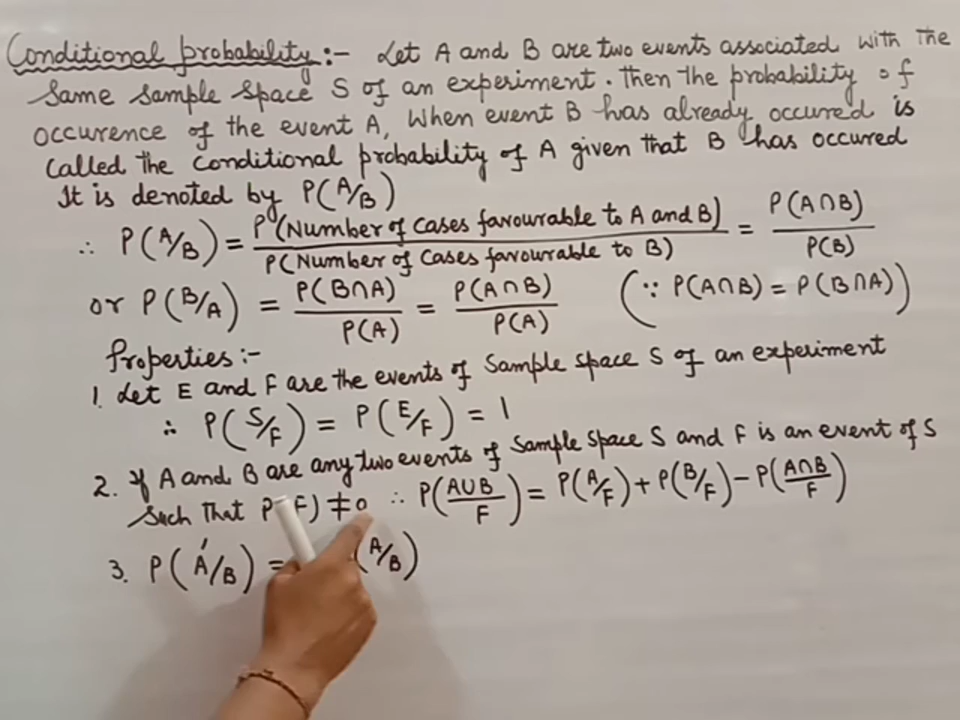 Conditional probability :- Let A and B are two events associated with the
same sample space S of an experiment. Then the probability of
occurence of the event A, when event B has already occured is
called the conditional probability of A given that B has occured
It is denoted by P(A/B)
∴ P(A/B) = P(Number of cases favourable to A and B) / P(Number of cases favourable to B) = P(A∩B) / P(B)
or P(B/A) = P(B∩A) / P(A) = P(A∩B) / P(A) (∵ P(A∩B) = P(B∩A))
Properties :-
1. Let E and F are the events of sample space S of an experiment
∴ P(S/F) = P(E/F) = 1
2. If A and B are any two events of sample space S and F is an event of S
such that P F) ≠ 0 ∴ P(A∪B/F) = P(A/F) + P(B/F) - P(A∩B/F)
3. P(A'/B) = (A/B)